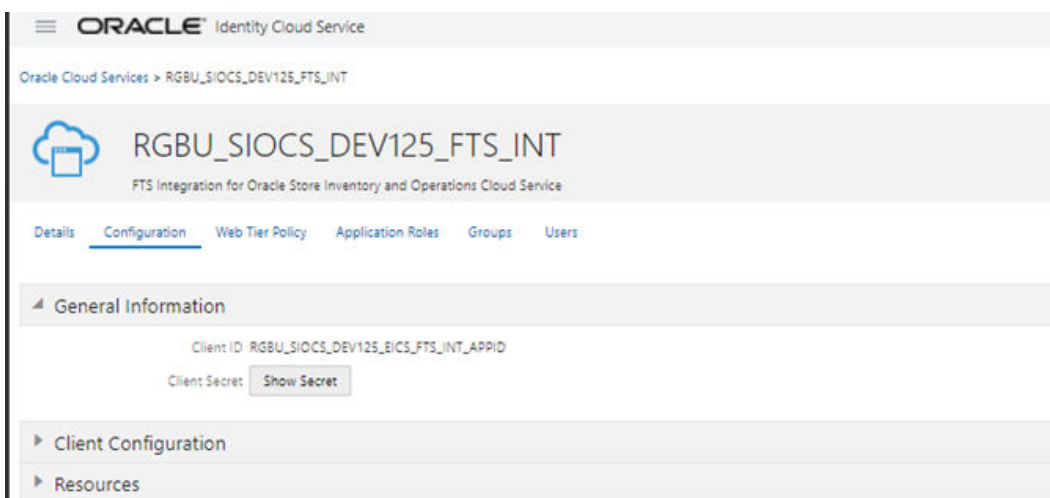 ORACLE® Identity Cloud Service
Oracle Cloud Services > RGBU_SIOCS_DEV125_FTS_INT
RGBU_SIOCS_DEV125_FTS_INT
FTS Integration for Oracle Store Inventory and Operations Cloud Service
Details Configuration Web Tier Policy Application Roles Groups Users
General Information
Client ID RGBU_SIOCS_DEV125_EICS_FTS_INT_APPID
Client Secret Show Secret
Client Configuration
Resources